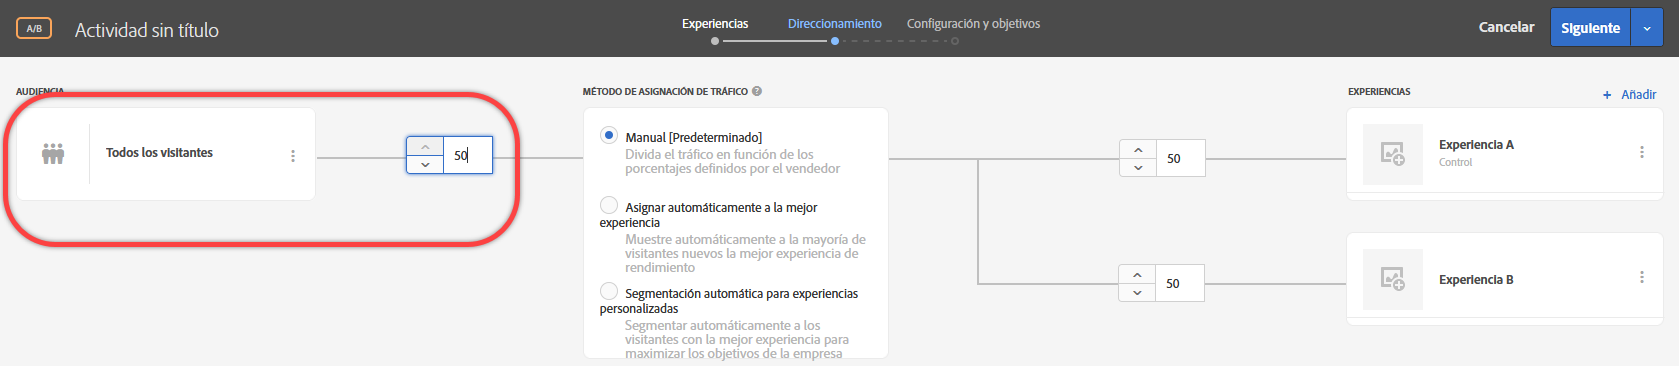 A/B
Actividad sin título
Experiencias
Direccionamiento
Configuración y objetivos
Cancelar
Siguiente
AUDIENCIA
Todos los visitantes
50
MÉTODO DE ASIGNACIÓN DE TRÁFICO ?
Manual [Predeterminado]
Divida el tráfico en función de los
porcentajes definidos por el vendedor
Asignar automáticamente a la mejor
experiencia
Muestre automáticamente a la mayoría de
visitantes nuevos la mejor experiencia de
rendimiento
Segmentación automática para experiencias
personalizadas
Segmentar automáticamente a los
visitantes con la mejor experiencia para
maximizar los objetivos de la empresa
50
50
EXPERIENCIAS
+ Añadir
Experiencia A
Control
Experiencia B